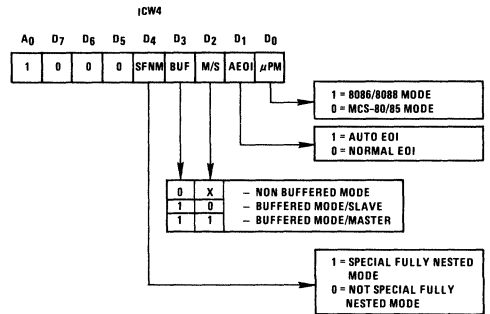 ICW4
A0 D7 D6 D5 D4 D3 D2 D1 D0
1 0 0 0 SFNM BUF M/S AEOI μPM
1 = 8086/8088 MODE
0 = MCS-80/85 MODE
1 = AUTO EOI
0 = NORMAL EOI
0 X – NON BUFFERED MODE
1 0 – BUFFERED MODE/SLAVE
1 1 – BUFFERED MODE/MASTER
1 = SPECIAL FULLY NESTED
MODE
0 = NOT SPECIAL FULLY
NESTED MODE